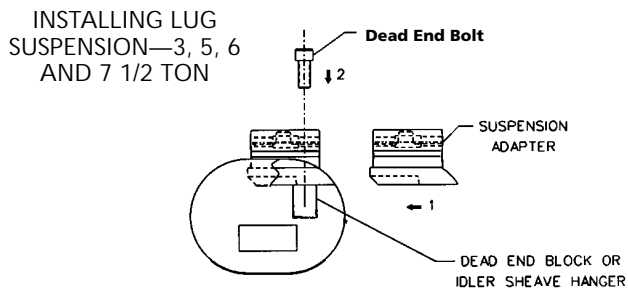 INSTALLING LUG
SUSPENSION—3, 5, 6
AND 7 1/2 TON
Dead End Bolt
2
SUSPENSION
ADAPTER
1
DEAD END BLOCK OR
IDLER SHEAVE HANGER